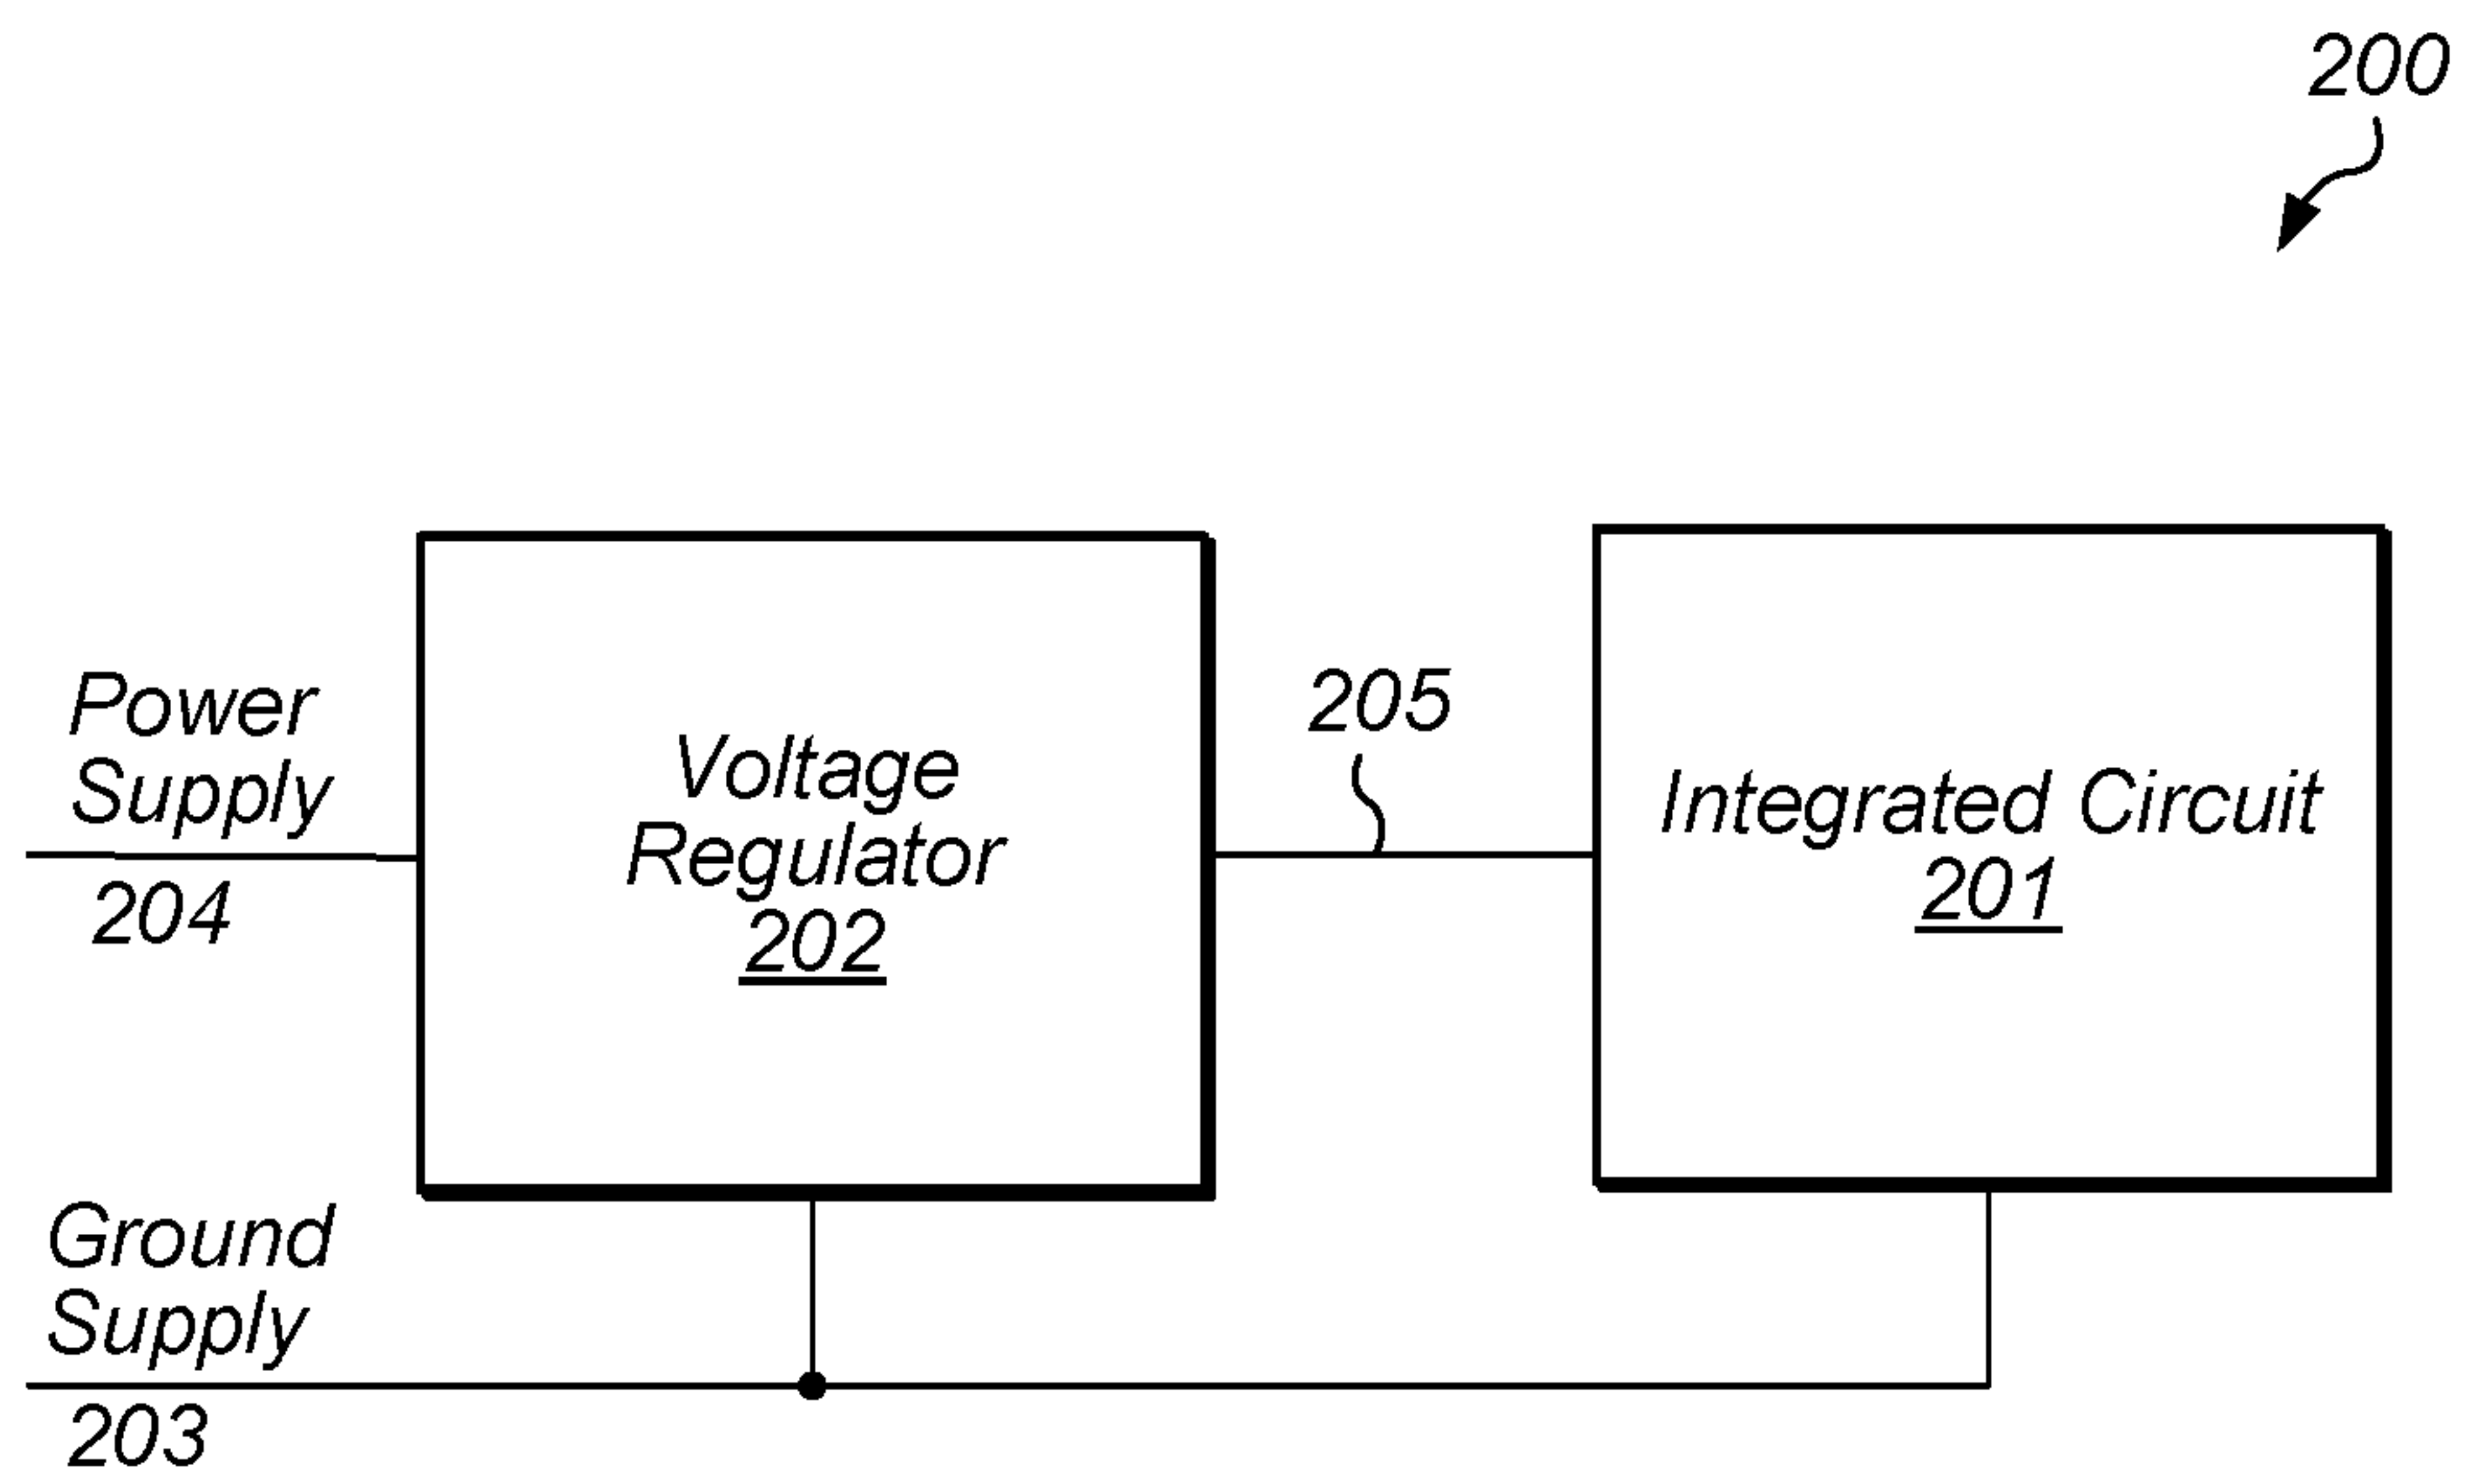 200
Power
Supply
204
Voltage
Regulator
202
205
Integrated Circuit
201
Ground
Supply
203